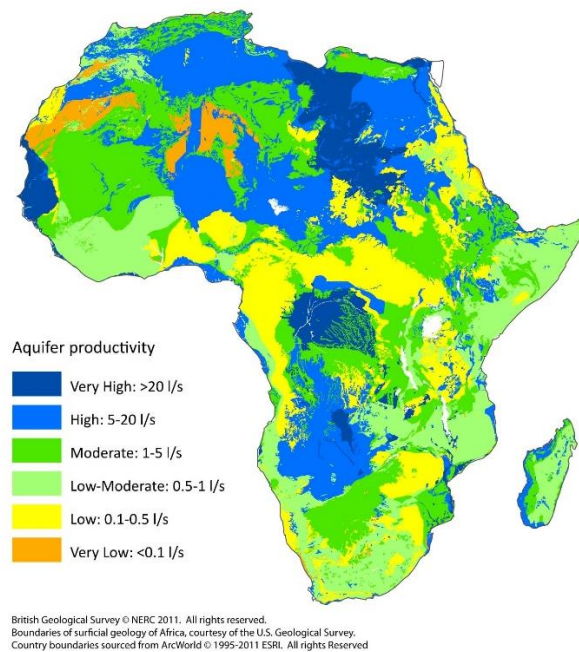 Aquifer productivity
Very High: >20 l/s
High: 5-20 l/s
Moderate: 1-5 l/s
Low-Moderate: 0.5-1 l/s
Low: 0.1-0.5 l/s
Very Low: <0.1 l/s
British Geological Survey © NERC 2011. All rights reserved.
Boundaries of surficial geology of Africa, courtesy of the U.S. Geological Survey.
Country boundaries sourced from ArcWorld © 1995-2011 ESRI. All rights Reserved